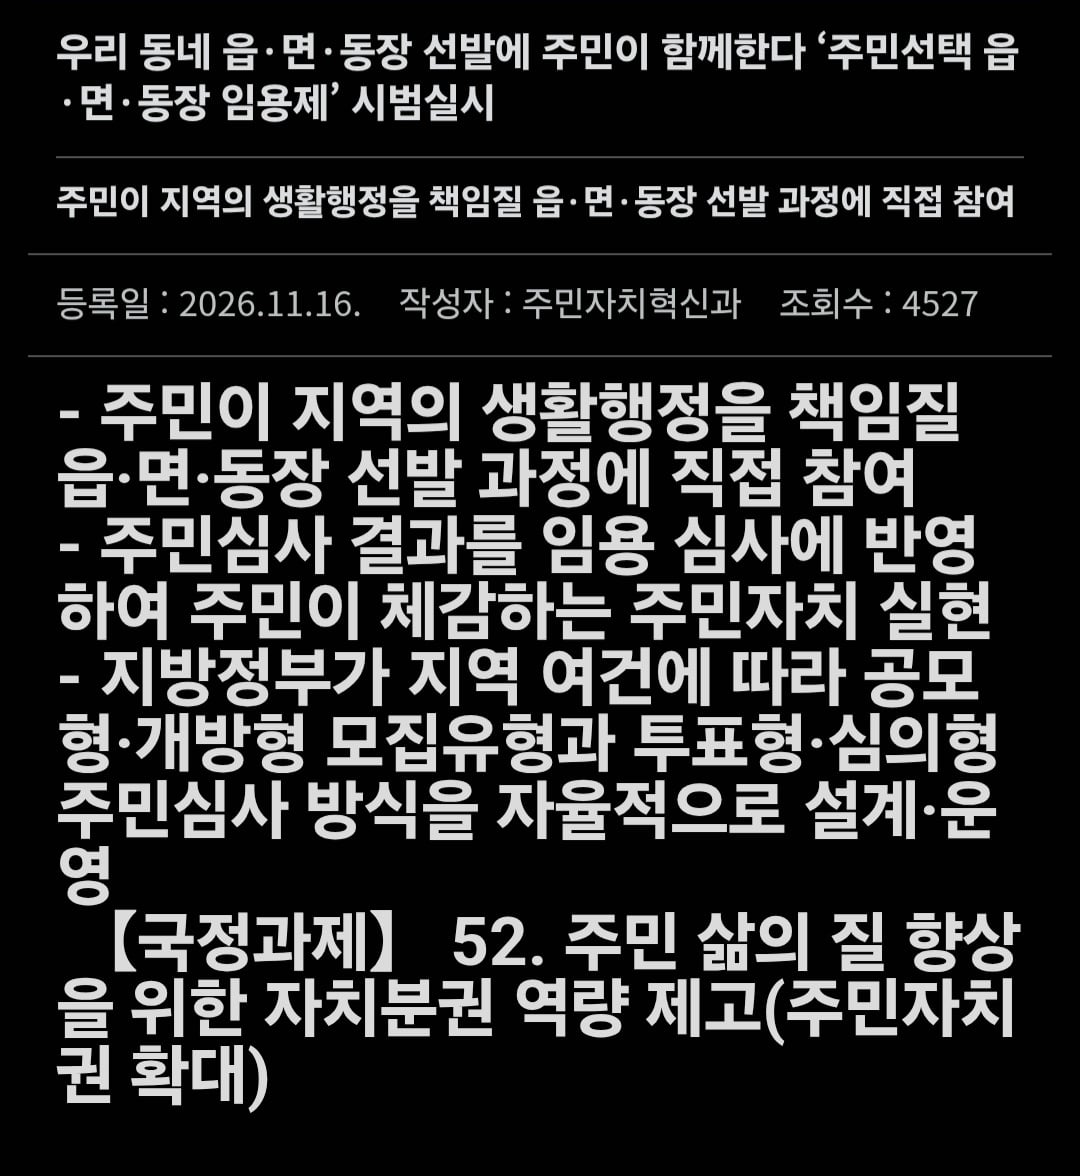 우리 동네 읍·면·동장 선발에 주민이 함께한다 ‘주민선택 읍
·면·동장 임용제’ 시범실시
주민이 지역의 생활행정을 책임질 읍·면·동장 선발 과정에 직접 참여
등록일 : 2026.11.16. 작성자 : 주민자치혁신과 조회수 : 4527
- 주민이 지역의 생활행정을 책임질
읍·면·동장 선발 과정에 직접 참여
- 주민심사 결과를 임용 심사에 반영
하여 주민이 체감하는 주민자치 실현
- 지방정부가 지역 여건에 따라 공모
형·개방형 모집유형과 투표형·심의형
주민심사 방식을 자율적으로 설계·운
영
【국정과제】 52. 주민 삶의 질 향상
을 위한 자치분권 역량 제고(주민자치
권 확대)